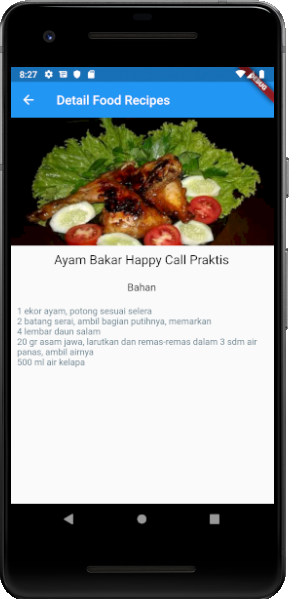 8:27
DEBUG
Detail Food Recipes
Ayam Bakar Happy Call Praktis
Bahan
1 ekor ayam, potong sesuai selera
2 batang serai, ambil bagian putihnya, memarkan
4 lembar daun salam
20 gr asam jawa, larutkan dan remas-remas dalam 3 sdm air
panas, ambil airnya
500 ml air kelapa